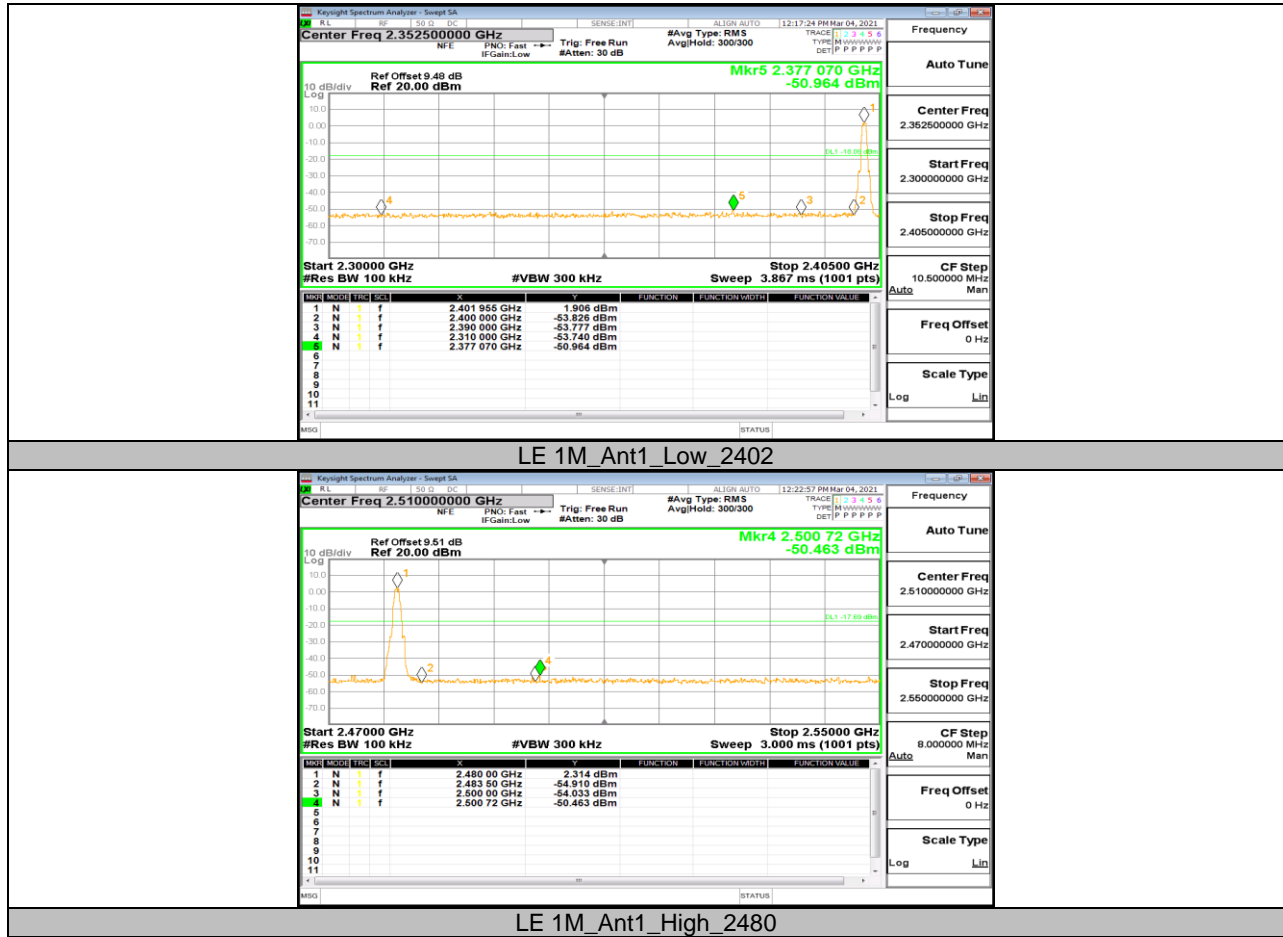 Keysight Spectrum Analyzer - Swept SA
RL RF 50 Ω DC SENSE:INT ALIGN AUTO 12:17:24 PM Mar 04, 2021
Center Freq 2.352500000 GHz
NFE PNO: Fast Trig: Free Run #Avg Type: RMS TRACE 1 2 3 4 5 6
IFGain:Low #Atten: 30 dB Avg|Hold: 300/300 TYPE M W W W W W
DET P P P P P P
Frequency
Ref Offset 9.48 dB Mkr5 2.377 070 GHz
10 dB/div Ref 20.00 dBm -50.964 dBm
Log
10.0
0.00
-10.0
-20.0
-30.0
-40.0
-50.0
-60.0
-70.0
1
4
5
3
2
Start 2.30000 GHz Stop 2.40500 GHz
#Res BW 100 kHz #VBW 300 kHz Sweep 3.867 ms (1001 pts)
MKR MODE TRC SCL X Y FUNCTION FUNCTION WIDTH FUNCTION VALUE
1 N 1 f 2.401 955 GHz 1.906 dBm
2 N 1 f 2.400 000 GHz -53.826 dBm
3 N 1 f 2.390 000 GHz -53.777 dBm
4 N 1 f 2.310 000 GHz -53.740 dBm
5 N 1 f 2.377 070 GHz -50.964 dBm
6
7
8
9
10
11
MSG STATUS
Auto Tune
Center Freq
2.352500000 GHz
Start Freq
2.300000000 GHz
Stop Freq
2.405000000 GHz
CF Step
10.500000 MHz
Auto Man
Freq Offset
0 Hz
Scale Type
Log Lin
LE 1M_Ant1_Low_2402
Keysight Spectrum Analyzer - Swept SA
RL RF 50 Ω DC SENSE:INT ALIGN AUTO 12:22:57 PM Mar 04, 2021
Center Freq 2.510000000 GHz
NFE PNO: Fast Trig: Free Run #Avg Type: RMS TRACE 1 2 3 4 5 6
IFGain:Low #Atten: 30 dB Avg|Hold: 300/300 TYPE M W W W W W
DET P P P P P P
Frequency
Ref Offset 9.51 dB Mkr4 2.500 72 GHz
10 dB/div Ref 20.00 dBm -50.463 dBm
Log
10.0
0.00
-10.0
-20.0
-30.0
-40.0
-50.0
-60.0
-70.0
1
2
4
DL1 -17.69 dBm
Start 2.47000 GHz Stop 2.55000 GHz
#Res BW 100 kHz #VBW 300 kHz Sweep 3.000 ms (1001 pts)
MKR MODE TRC SCL X Y FUNCTION FUNCTION WIDTH FUNCTION VALUE
1 N 1 f 2.480 00 GHz 2.314 dBm
2 N 1 f 2.483 50 GHz -54.910 dBm
3 N 1 f 2.500 00 GHz -54.033 dBm
4 N 1 f 2.500 72 GHz -50.463 dBm
5
6
7
8
9
10
11
MSG STATUS
Auto Tune
Center Freq
2.510000000 GHz
Start Freq
2.470000000 GHz
Stop Freq
2.550000000 GHz
CF Step
8.000000 MHz
Auto Man
Freq Offset
0 Hz
Scale Type
Log Lin
LE 1M_Ant1_High_2480